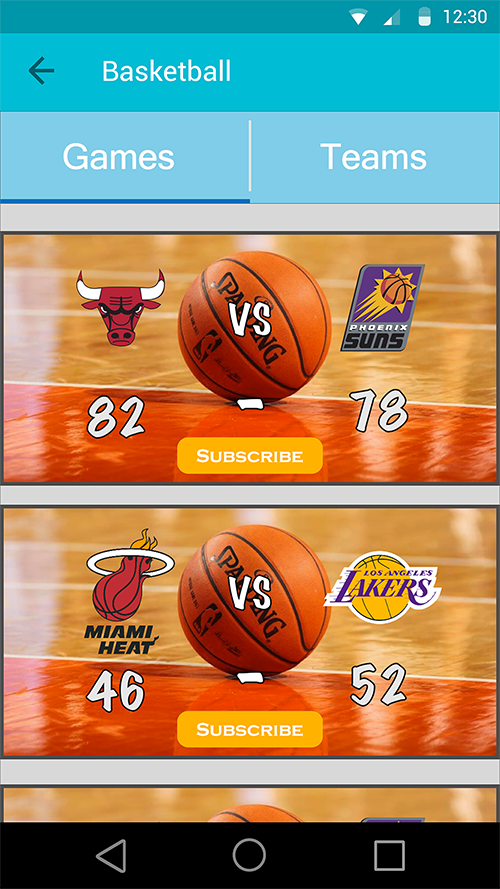 12:30
Basketball
Games
Teams
SPALDING
VS
PHOENIX
SUNS
82 - 78
SUBSCRIBE
SPALDING
VS
LOS ANGELES
LAKERS
MIAMI
HEAT
46 - 52
SUBSCRIBE